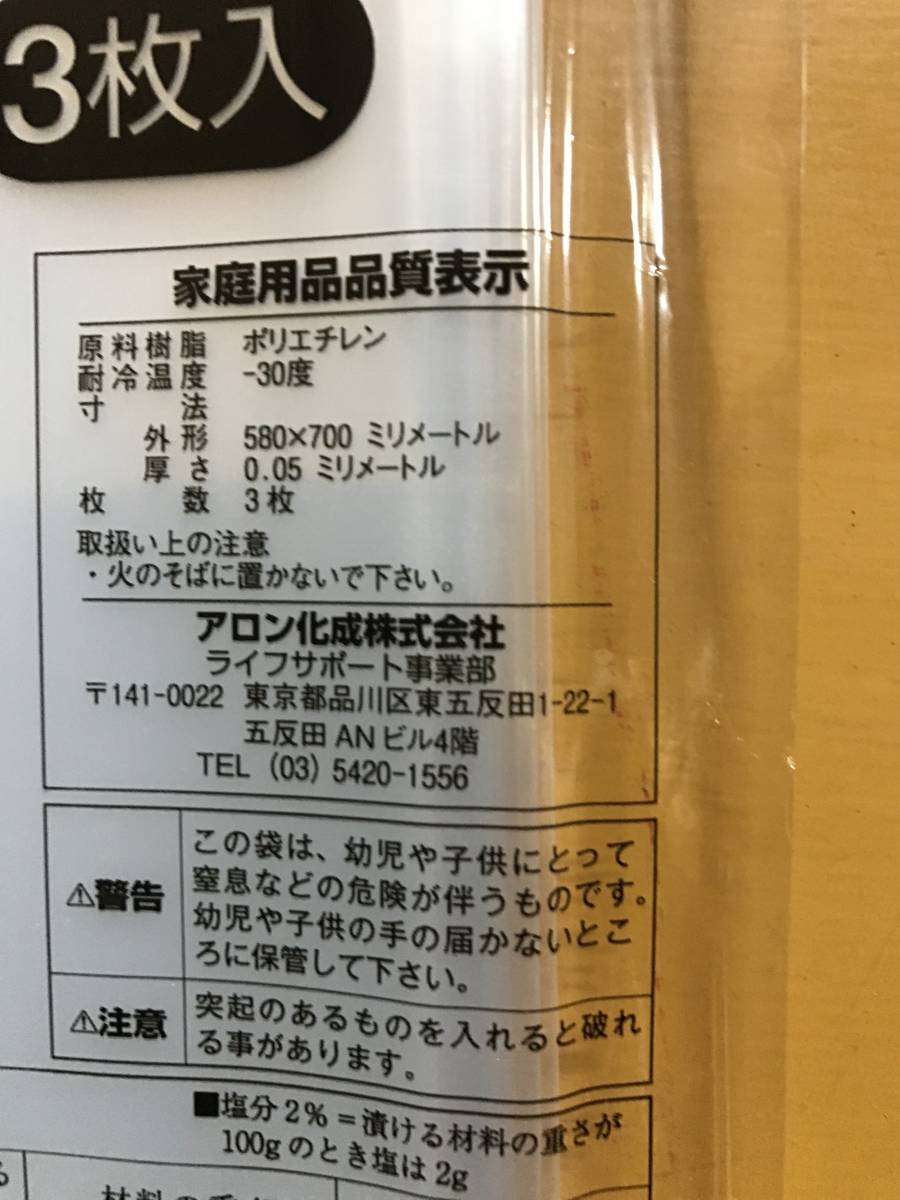 3枚入
家庭用品品質表示
原料樹脂 ポリエチレン
耐冷温度 -30度
寸法
外形 580×700 ミリメートル
厚さ 0.05 ミリメートル
枚数 3枚
取扱い上の注意
・火のそばに置かないで下さい。
アロン化成株式会社
ライフサポート事業部
〒141-0022 東京都品川区東五反田1-22-1
五反田 AN ビル4階
TEL (03) 5420-1556
⚠警告
この袋は、幼児や子供にとって
窒息などの危険が伴うものです。
幼児や子供の手の届かないとこ
ろに保管して下さい。
⚠注意
突起のあるものを入れると破れ
る事があります。
■塩分2%=漬ける材料の重さが
100gのとき塩は2g